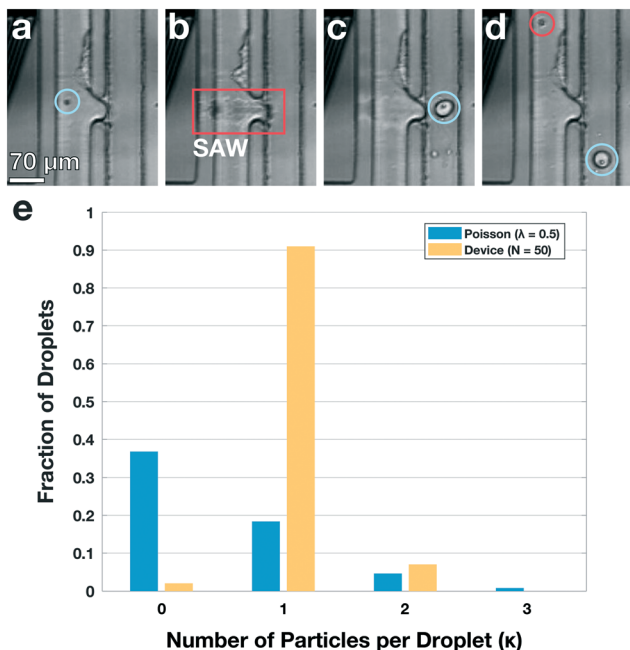 a b c d
SAW
70 μm
e
1
0.9
0.8
0.7
0.6
0.5
0.4
0.3
0.2
0.1
0
Fraction of Droplets
Poisson (λ = 0.5)
Device (N = 50)
0 1 2 3
Number of Particles per Droplet (κ)